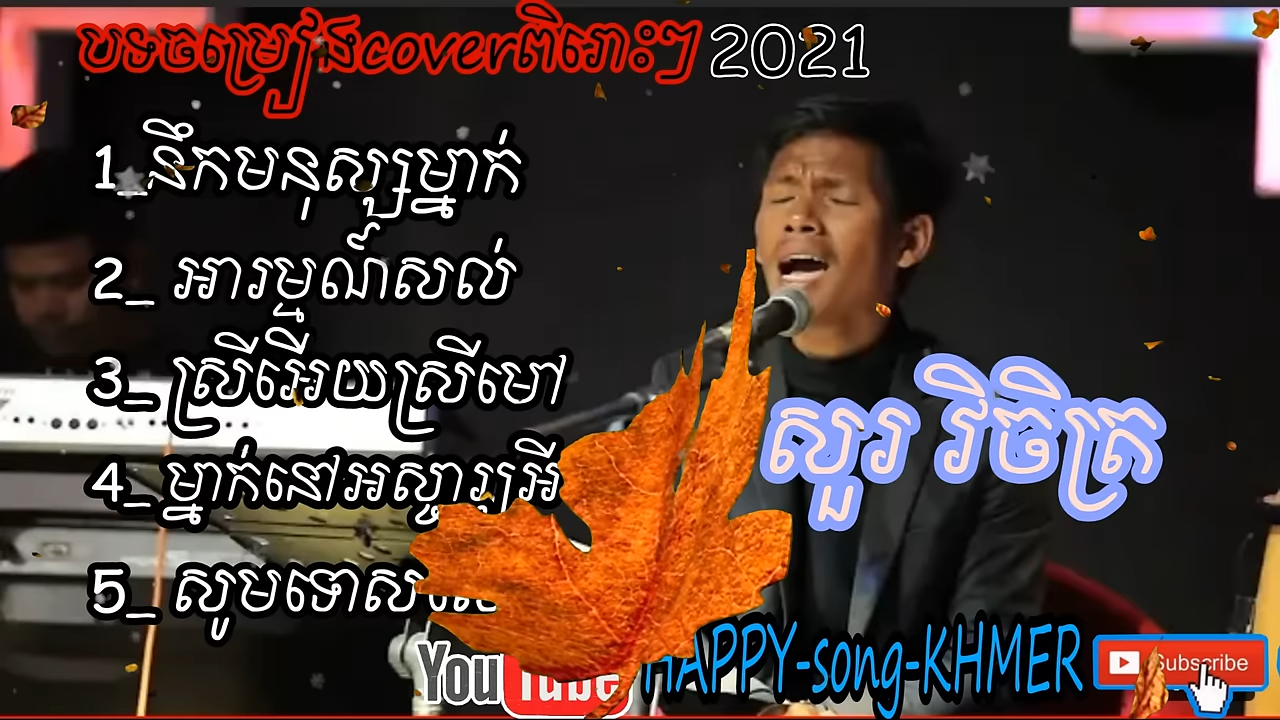 បទចម្រៀងcoverពិរោះៗ 2021
1_នឹកមនុស្សម្នាក់
2_ អារម្មណ៍សល់
3_ ស្រីអើយស្រីមៅ
4_ ម្នាក់នៅអស្ចារ្យអី
5_ សូមទោស
សួរ វិចិត្រ
YouTube
HAPPY-song-KHMER
Subscribe